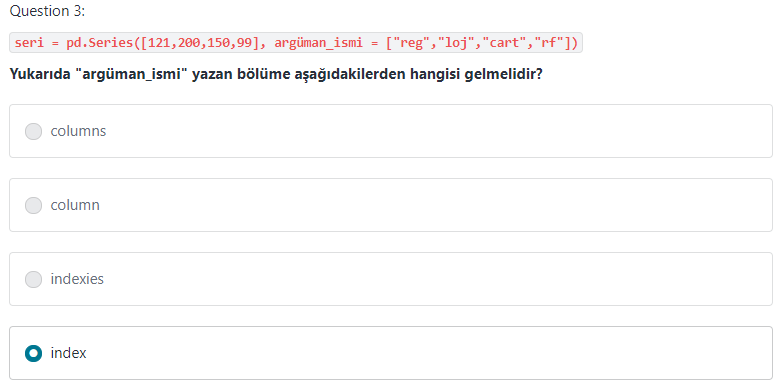 Question 3:
seri = pd.Series([121,200,150,99], argüman_ismi = ["reg","loj","cart","rf"])
Yukarıda "argüman_ismi" yazan bölüme aşağıdakilerden hangisi gelmelidir?
columns
column
indexies
index